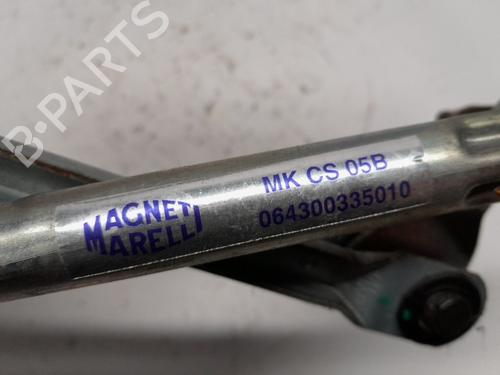 B-PARTS
MAGNETI
MARELLI
MK CS 05B
064300335010